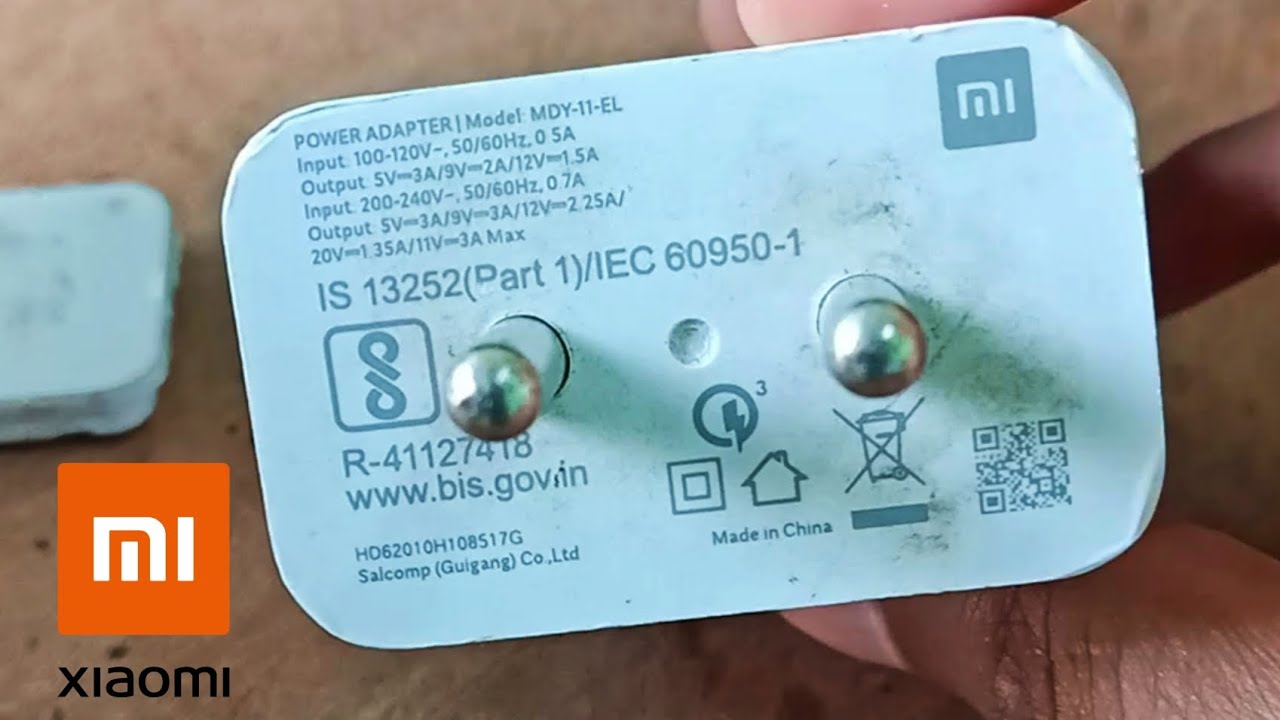 POWER ADAPTER | Model: MDY-11-EL
Input: 100-120V~, 50/60Hz, 0.5A
Output: 5V⎓3A/9V⎓2A/12V⎓1.5A
Input: 200-240V~, 50/60Hz, 0.7A
Output: 5V⎓3A/9V⎓3A/12V⎓2.25A/
20V⎓1.35A/11V⎓3A Max
IS 13252(Part 1)/IEC 60950-1
mi
3
R-41127418
www.bis.gov.in
HD62010H108517G
Salcomp (Guigang) Co.,Ltd
Made in China
mi
xiaomi